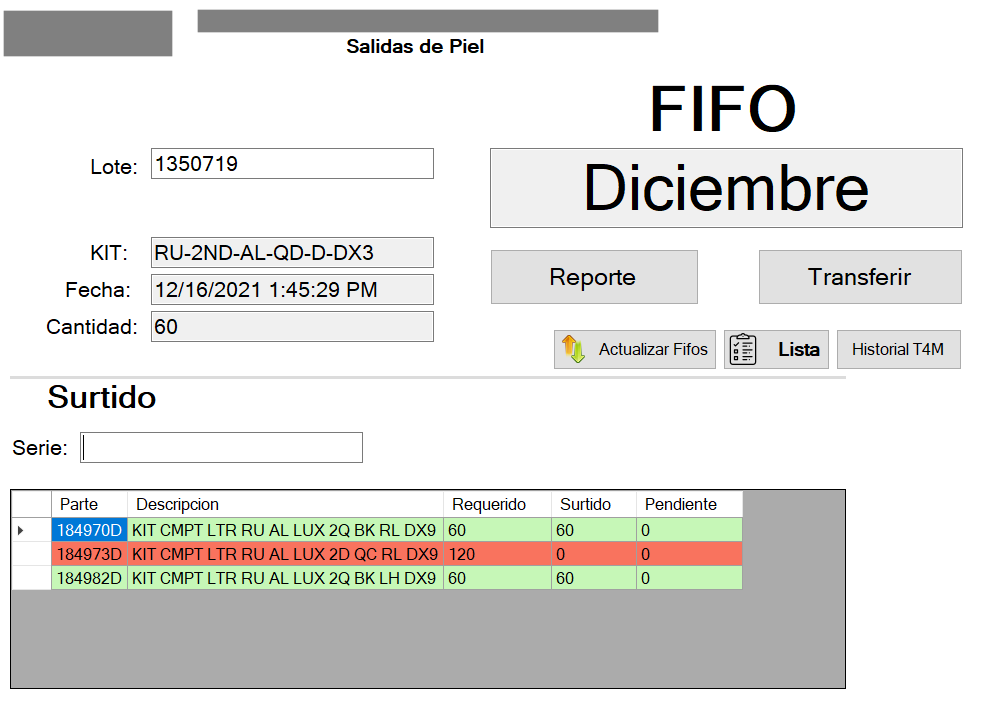 Salidas de Piel
FIFO
Lote: 1350719
Diciembre
KIT: RU-2ND-AL-QD-D-DX3
Fecha: 12/16/2021 1:45:29 PM
Cantidad: 60
Reporte Transferir
Actualizar Fifos Lista Historial T4M
Surtido
Serie:
Parte Descripcion Requerido Surtido Pendiente
184970D KIT CMPT LTR RU AL LUX 2Q BK RL DX9 60 60 0
184973D KIT CMPT LTR RU AL LUX 2D QC RL DX9 120 0 0
184982D KIT CMPT LTR RU AL LUX 2Q BK LH DX9 60 60 0